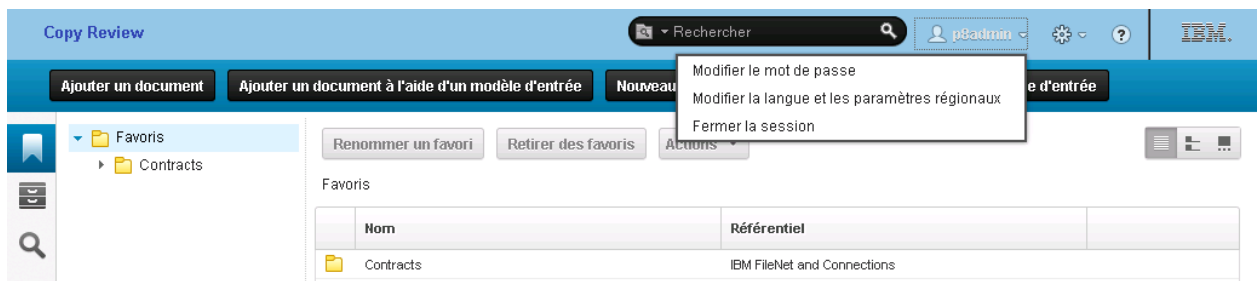 Copy Review
Rechercher
p8admin
?
IBM.
Modifier le mot de passe
Modifier la langue et les paramètres régionaux
Fermer la session
Ajouter un document
Ajouter un document à l'aide d'un modèle d'entrée
Nouveau
e d'entrée
Favoris
Contracts
Renommer un favori
Retirer des favoris
Actions
Favoris
Nom
Référentiel
Contracts
IBM FileNet and Connections